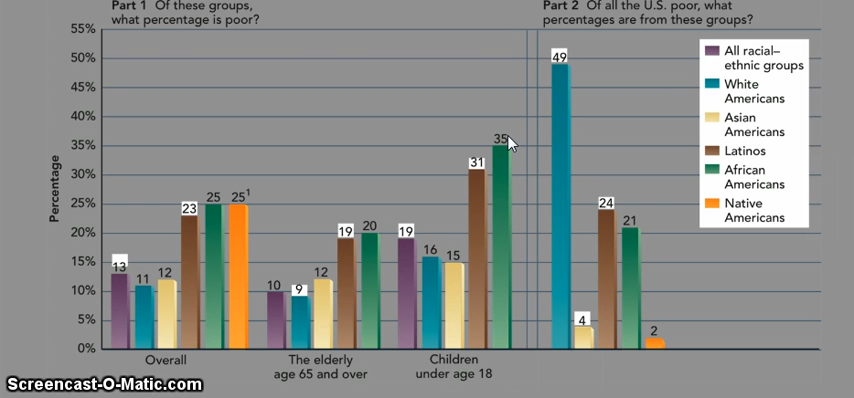 Part 1 Of these groups,
what percentage is poor?
Part 2 Of all the U.S. poor, what
percentages are from these groups?
55%
50%
45%
40%
35%
30%
25%
20%
15%
10%
5%
0%
Percentage
13
11
12
23
25
25¹
10
9
12
19
20
19
16
15
31
35
49
4
24
21
2
Overall
The elderly
age 65 and over
Children
under age 18
All racial–
ethnic groups
White
Americans
Asian
Americans
Latinos
African
Americans
Native
Americans
Screencast-O-Matic.com